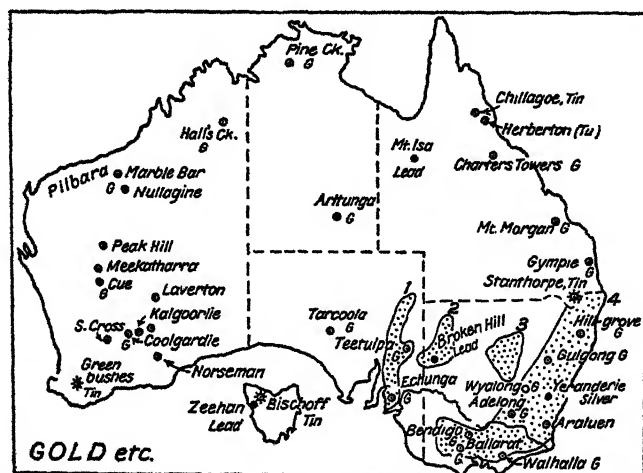 Pine Ck.
G
Chillagoe, Tin
Herberton (Tu)
Hall's Ck.
G
Mt. Isa
Lead
Charters Towers G
Pilbara
Marble Bar
G
Nullagine
Arltunga
G
Mt. Morgan G
Peak Hill
Meekatharra
Cue
G
Laverton
Gympie
G
Stanthorpe, Tin
1
2
3
4
Kalgoorlie
S. Cross
G
Coolgardie
Tarcoola
G
Teetulpa
G
Broken Hill
Lead
Hill-grove
G
Gulgong G
Norseman
Green
bushes
Tin
Echunga
G
Wyalong G
Adelong
G
Yeranderie
Silver
Zeehan
Lead
Bischoff
Tin
Bendigo
G
Ballarat
G
Araluen
Walhalla G
GOLD etc.